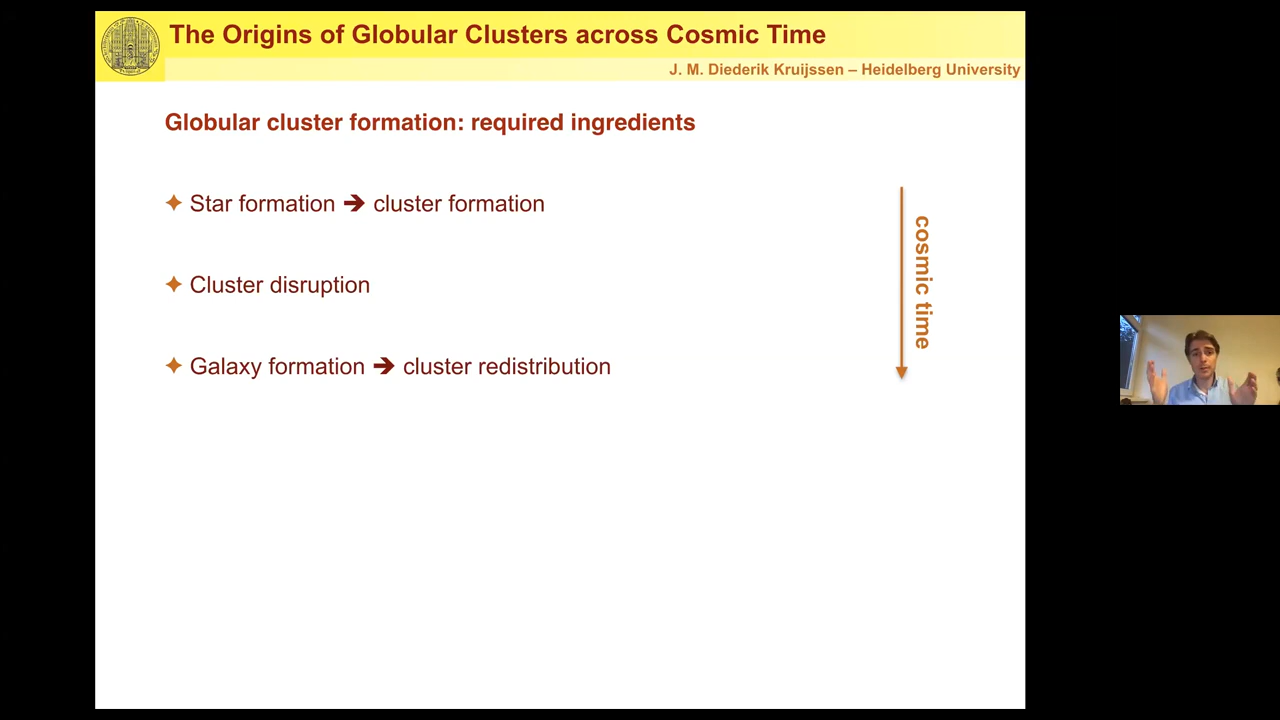 The Origins of Globular Clusters across Cosmic Time
J. M. Diederik Kruijssen – Heidelberg University
Globular cluster formation: required ingredients
✦ Star formation ➔ cluster formation
✦ Cluster disruption
✦ Galaxy formation ➔ cluster redistribution
cosmic time